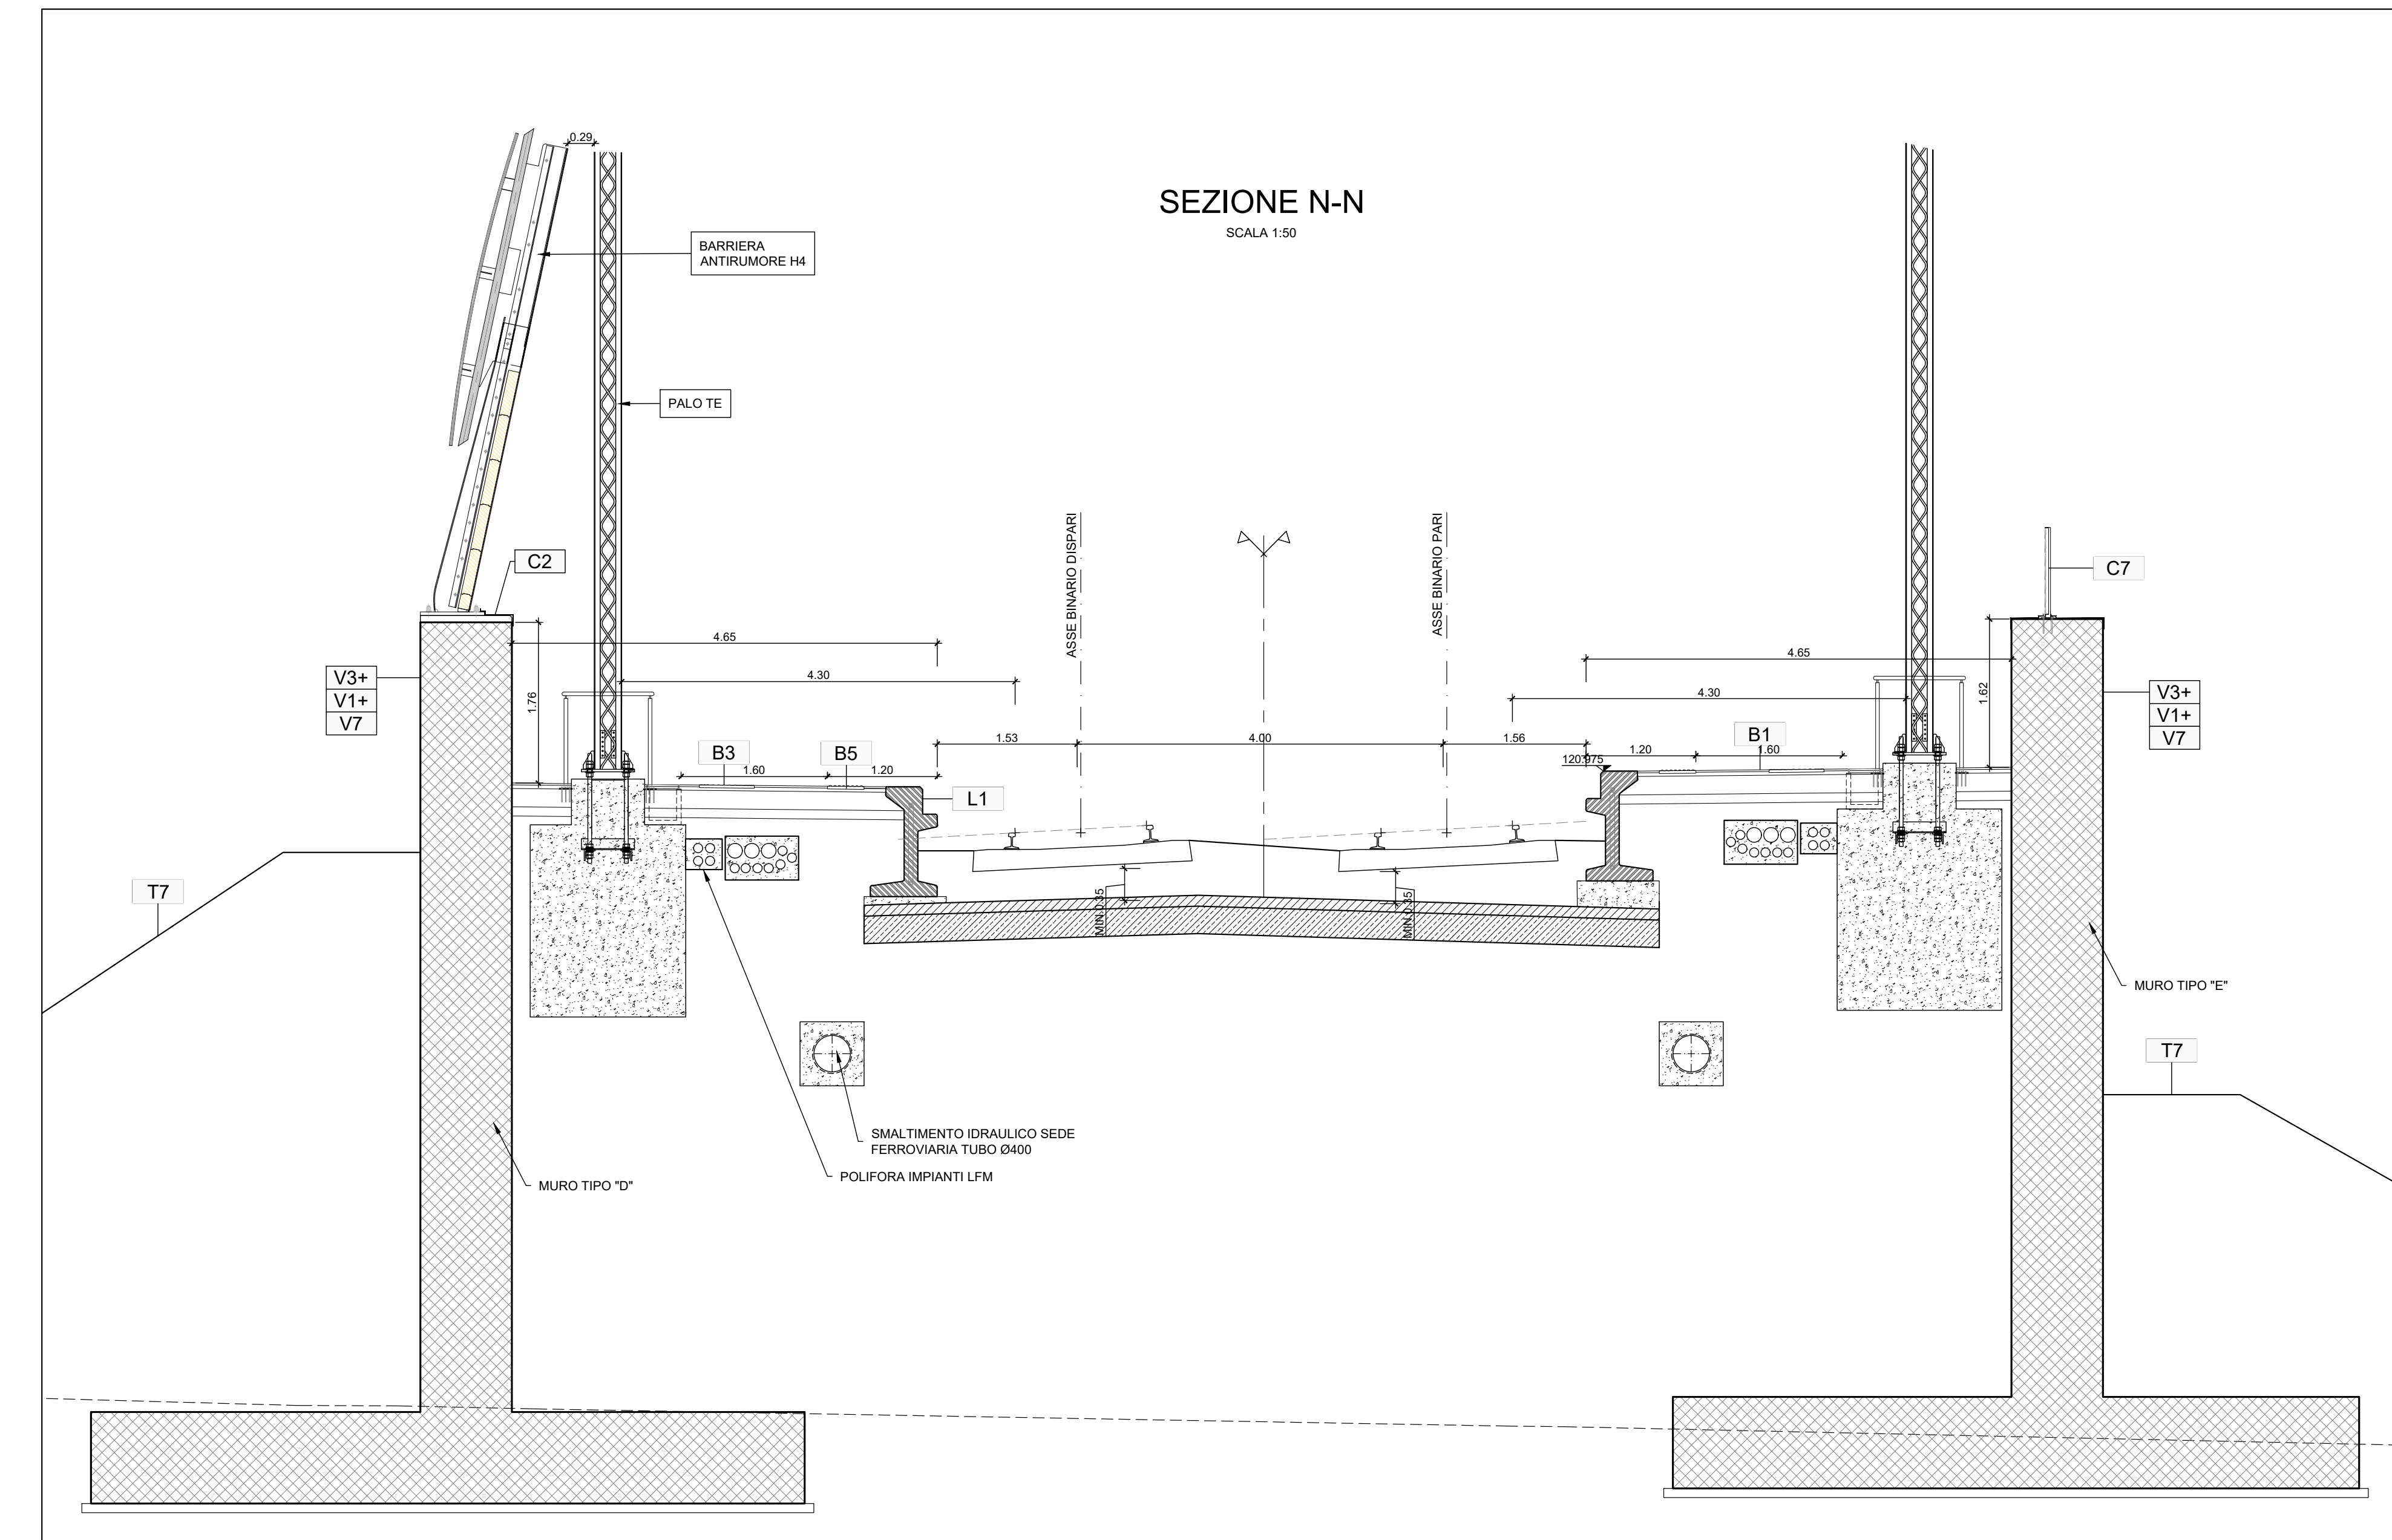 0.29
SEZIONE N-N
SCALA 1:50
BARRIERA
ANTIRUMORE H4
PALO TE
C2
C7
ASSE BINARIO DISPARI
ASSE BINARIO PARI
4.65
4.65
4.30
4.30
V3+
V1+
V7
V3+
V1+
V7
1.76
1.62
1.53
4.00
1.56
B3
B5
B1
1.60
1.20
1.20
1.60
120.975
L1
T7
MIN.0.35
MIN.0.35
MURO TIPO "E"
T7
SMALTIMENTO IDRAULICO SEDE
FERROVIARIA TUBO Ø400
POLIFORA IMPIANTI LFM
MURO TIPO "D"